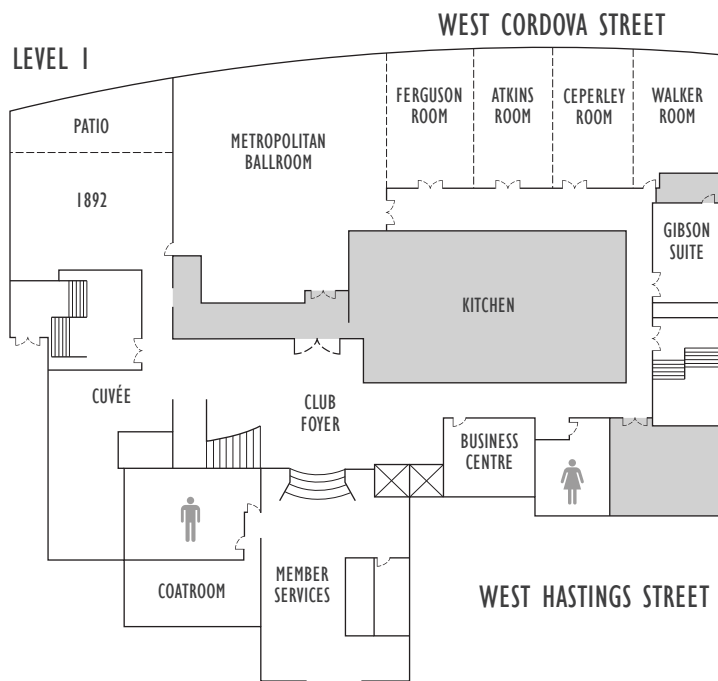 WEST CORDOVA STREET
LEVEL 1
FERGUSON
ROOM
ATKINS
ROOM
CEPERLEY
ROOM
WALKER
ROOM
PATIO
METROPOLITAN
BALLROOM
1892
GIBSON
SUITE
KITCHEN
CUVÉE
CLUB
FOYER
BUSINESS
CENTRE
COATROOM
MEMBER
SERVICES
WEST HASTINGS STREET